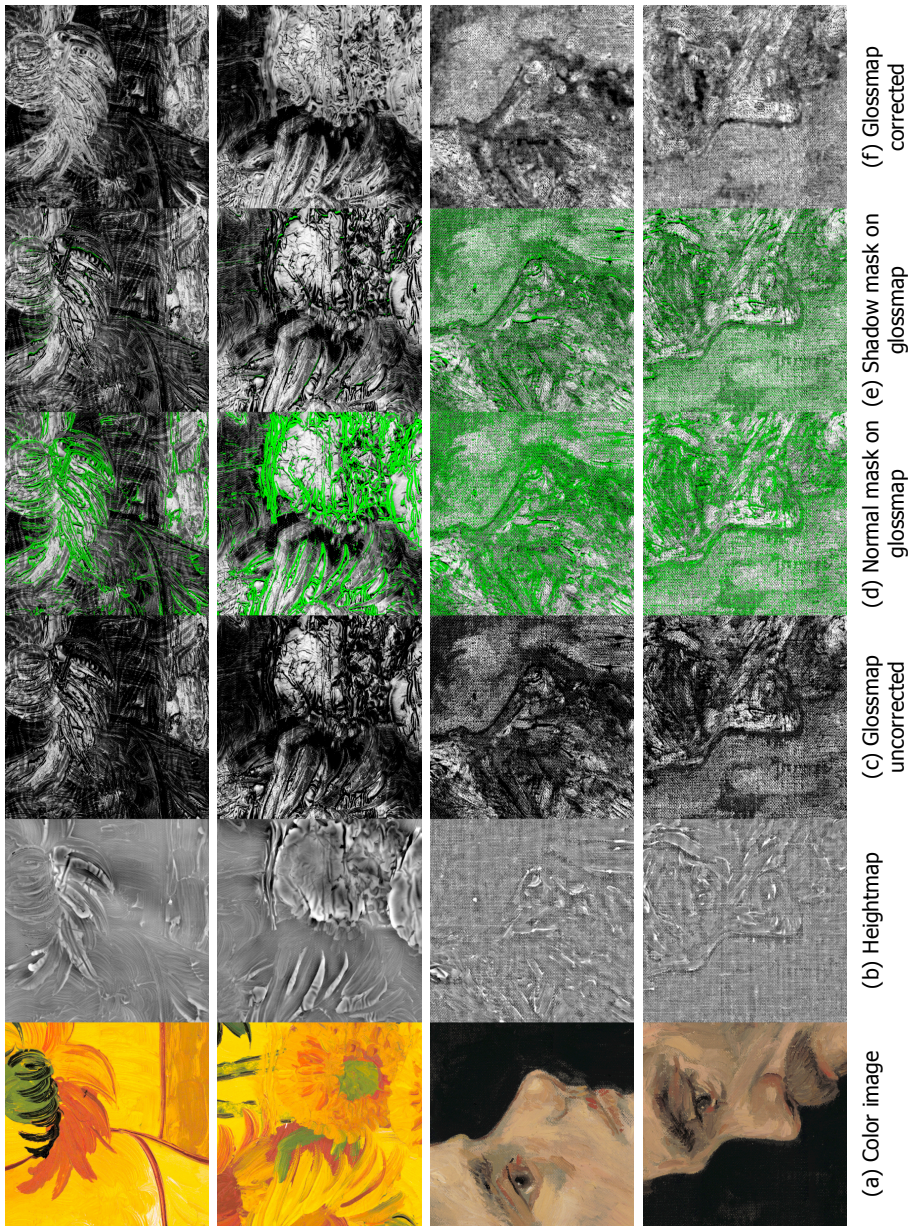 (a) Color image
(b) Heightmap
(c) Glossmap
uncorrected
(d) Normal mask on
glossmap
(e) Shadow mask on
glossmap
(f) Glossmap
corrected